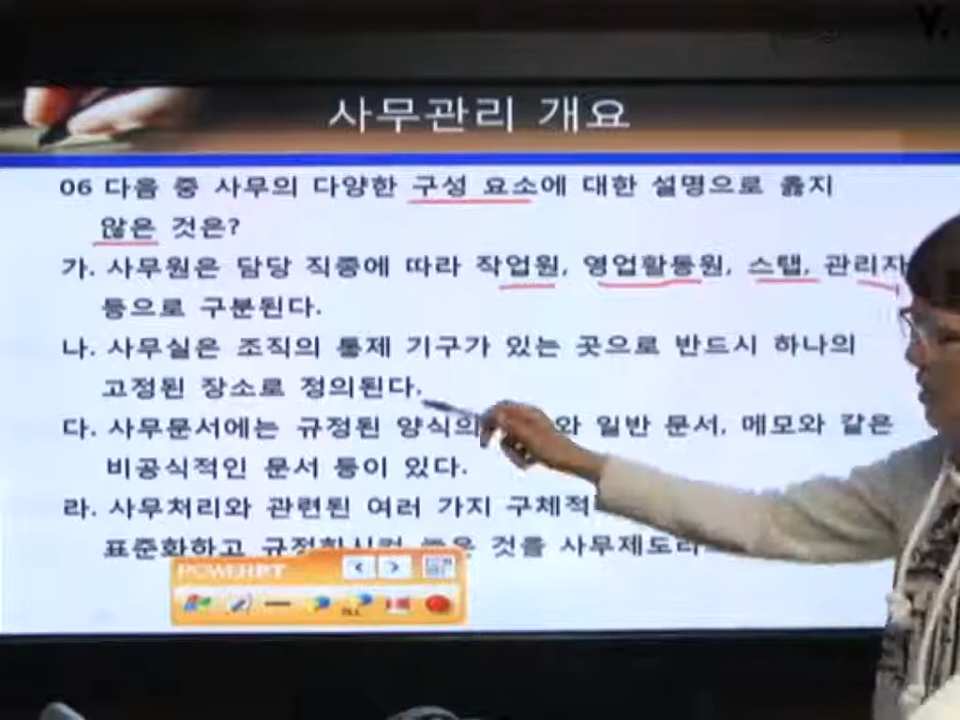 사무관리 개요
06 다음 중 사무의 다양한 구성 요소에 대한 설명으로 옳지
않은 것은?
가. 사무원은 담당 직종에 따라 작업원, 영업활동원, 스탭, 관리자
등으로 구분된다.
나. 사무실은 조직의 통제 기구가 있는 곳으로 반드시 하나의
고정된 장소로 정의된다.
다. 사무문서에는 규정된 양식의 와 일반 문서, 메모와 같은
비공식적인 문서 등이 있다.
라. 사무처리와 관련된 여러 가지 구체적
표준화하고 규정화시켜 놓은 것을 사무제도라
POWERPT